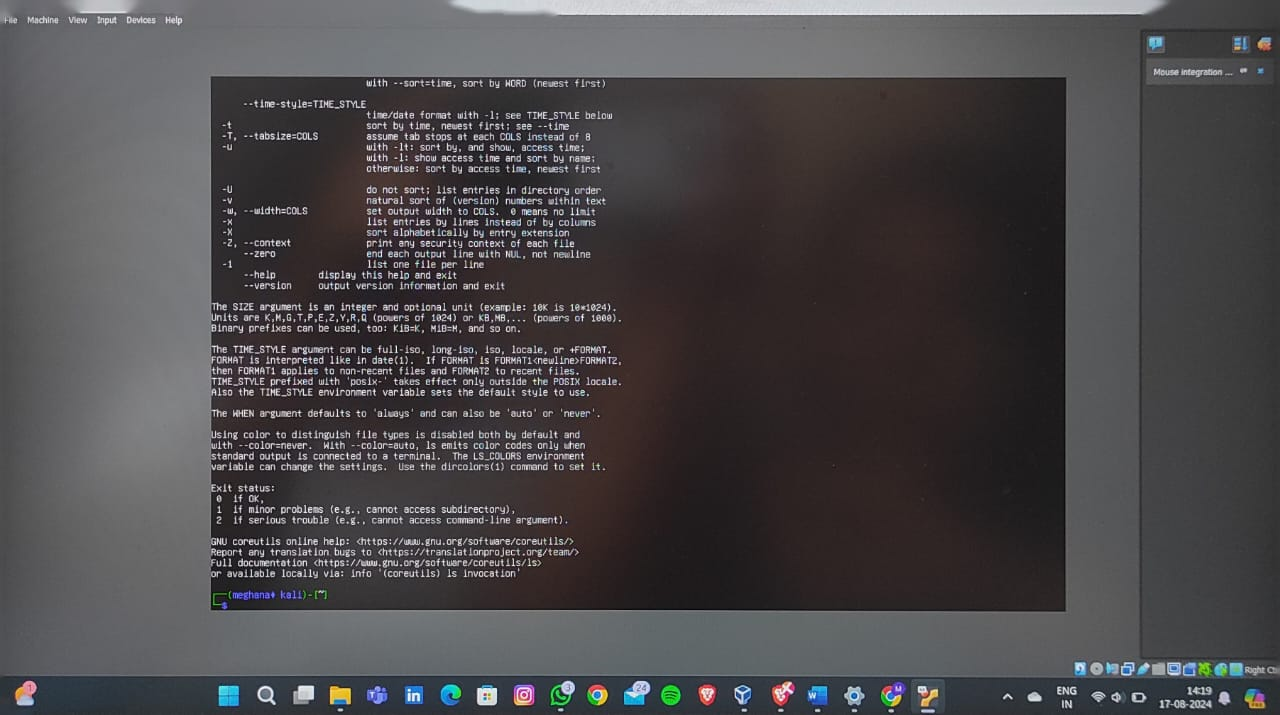 File Machine View Input Devices Help
Mouse integration ...
with --sort=time, sort by WORD (newest first)
--time-style=TIME_STYLE
time/date format with -l; see TIME_STYLE below
-t sort by time, newest first; see --time
-T, --tabsize=COLS assume tab stops at each COLS instead of 8
-u with -lt: sort by, and show, access time;
with -l: show access time and sort by name;
otherwise: sort by access time, newest first
-U do not sort; list entries in directory order
-v natural sort of (version) numbers within text
-w, --width=COLS set output width to COLS. 0 means no limit
-x list entries by lines instead of by columns
-X sort alphabetically by entry extension
-Z, --context print any security context of each file
--zero end each output line with NUL, not newline
-1 list one file per line
--help display this help and exit
--version output version information and exit
The SIZE argument is an integer and optional unit (example: 10K is 10*1024).
Units are K,M,G,T,P,E,Z,Y,R,Q (powers of 1024) or KB,MB,... (powers of 1000).
Binary prefixes can be used, too: KiB=K, MiB=M, and so on.
The TIME_STYLE argument can be full-iso, long-iso, iso, locale, or +FORMAT.
FORMAT is interpreted like in date(1). If FORMAT is FORMAT1<newline>FORMAT2,
then FORMAT1 applies to non-recent files and FORMAT2 to recent files.
TIME_STYLE prefixed with 'posix-' takes effect only outside the POSIX locale.
Also the TIME_STYLE environment variable sets the default style to use.
The WHEN argument defaults to 'always' and can also be 'auto' or 'never'.
Using color to distinguish file types is disabled both by default and
with --color=never. With --color=auto, ls emits color codes only when
standard output is connected to a terminal. The LS_COLORS environment
variable can change the settings. Use the dircolors(1) command to set it.
Exit status:
0 if OK,
1 if minor problems (e.g., cannot access subdirectory),
2 if serious trouble (e.g., cannot access command-line argument).
GNU coreutils online help: <https://www.gnu.org/software/coreutils/>
Report any translation bugs to <https://translationproject.org/team/>
Full documentation <https://www.gnu.org/software/coreutils/ls>
or available locally via: info '(coreutils) ls invocation'
(meghana♦ kali)-[~]
$
Right Ct
1
3
24
ENG
IN
14:19
17-08-2024